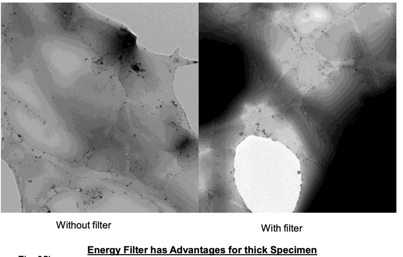 Without filter
With filter
Energy Filter has Advantages for thick Specimen